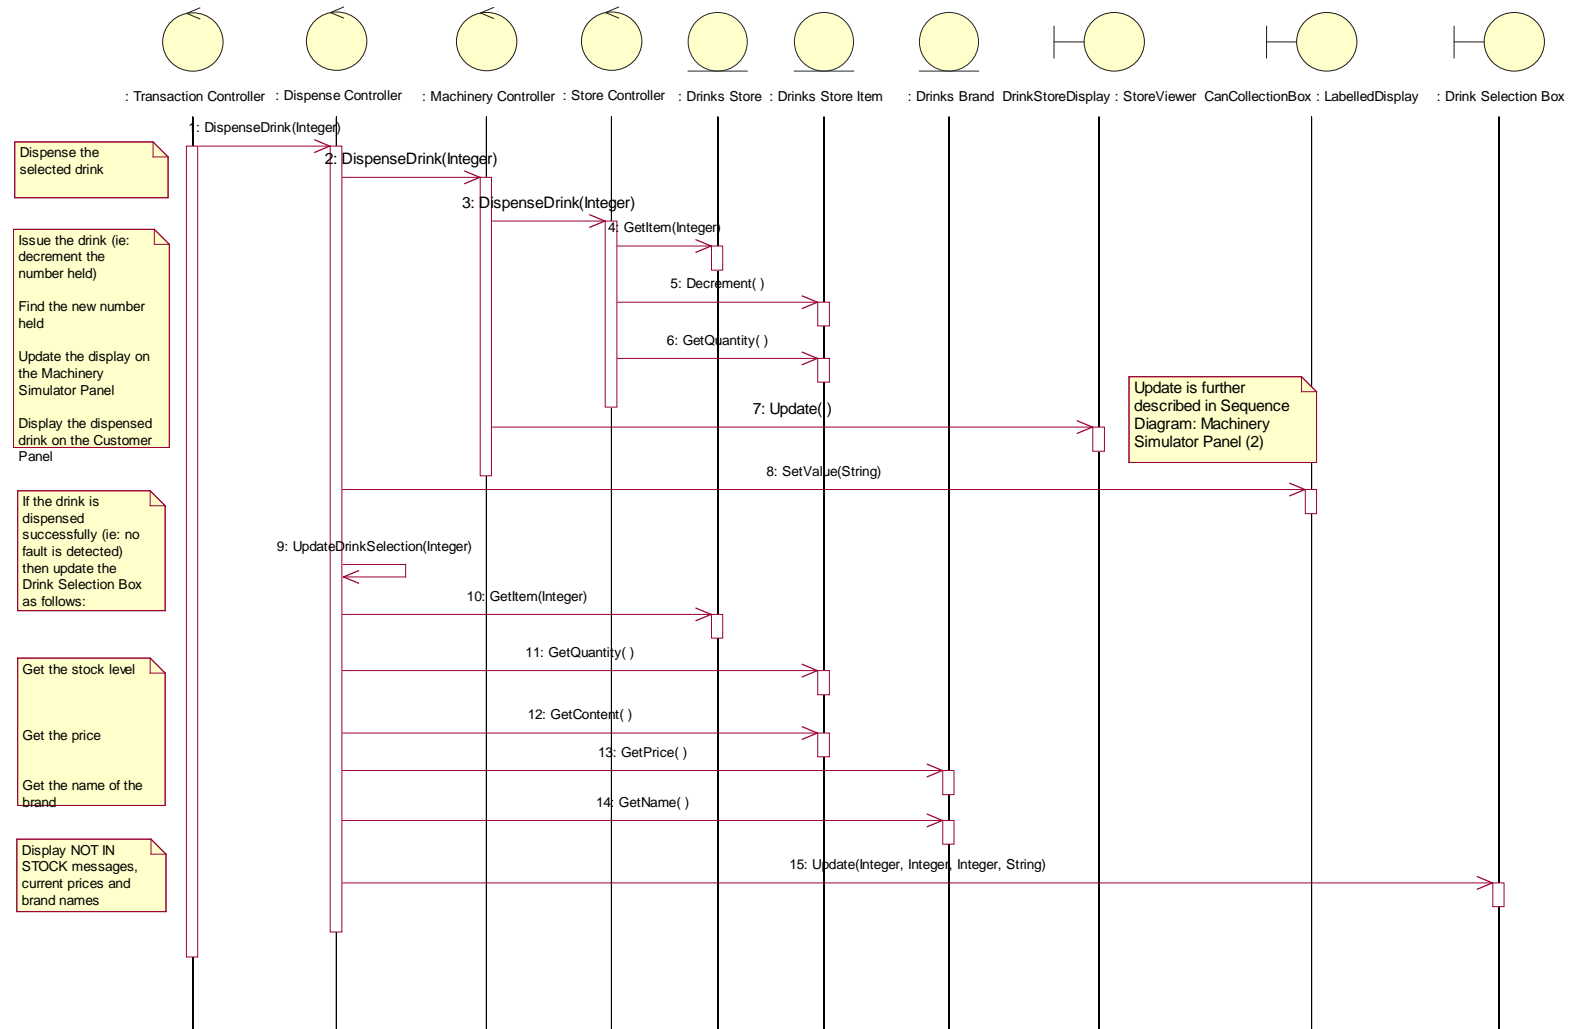 : Transaction Controller
: Dispense Controller
: Machinery Controller
: Store Controller
: Drinks Store
: Drinks Store Item
: Drinks Brand
DrinkStoreDisplay : StoreViewer
CanCollectionBox : LabelledDisplay
: Drink Selection Box
1: DispenseDrink(Integer)
Dispense the
selected drink
2: DispenseDrink(Integer)
3: DispenseDrink(Integer)
4: GetItem(Integer)
Issue the drink (ie:
decrement the
number held)
Find the new number
held
Update the display on
the Machinery
Simulator Panel
Display the dispensed
drink on the Customer
Panel
5: Decrement( )
6: GetQuantity( )
7: Update( )
Update is further
described in Sequence
Diagram: Machinery
Simulator Panel (2)
8: SetValue(String)
If the drink is
dispensed
successfully (ie: no
fault is detected)
then update the
Drink Selection Box
as follows:
9: UpdateDrinkSelection(Integer)
10: GetItem(Integer)
11: GetQuantity( )
Get the stock level
Get the price
Get the name of the
brand
12: GetContent( )
13: GetPrice( )
14: GetName( )
Display NOT IN
STOCK messages,
current prices and
brand names
15: Update(Integer, Integer, Integer, String)